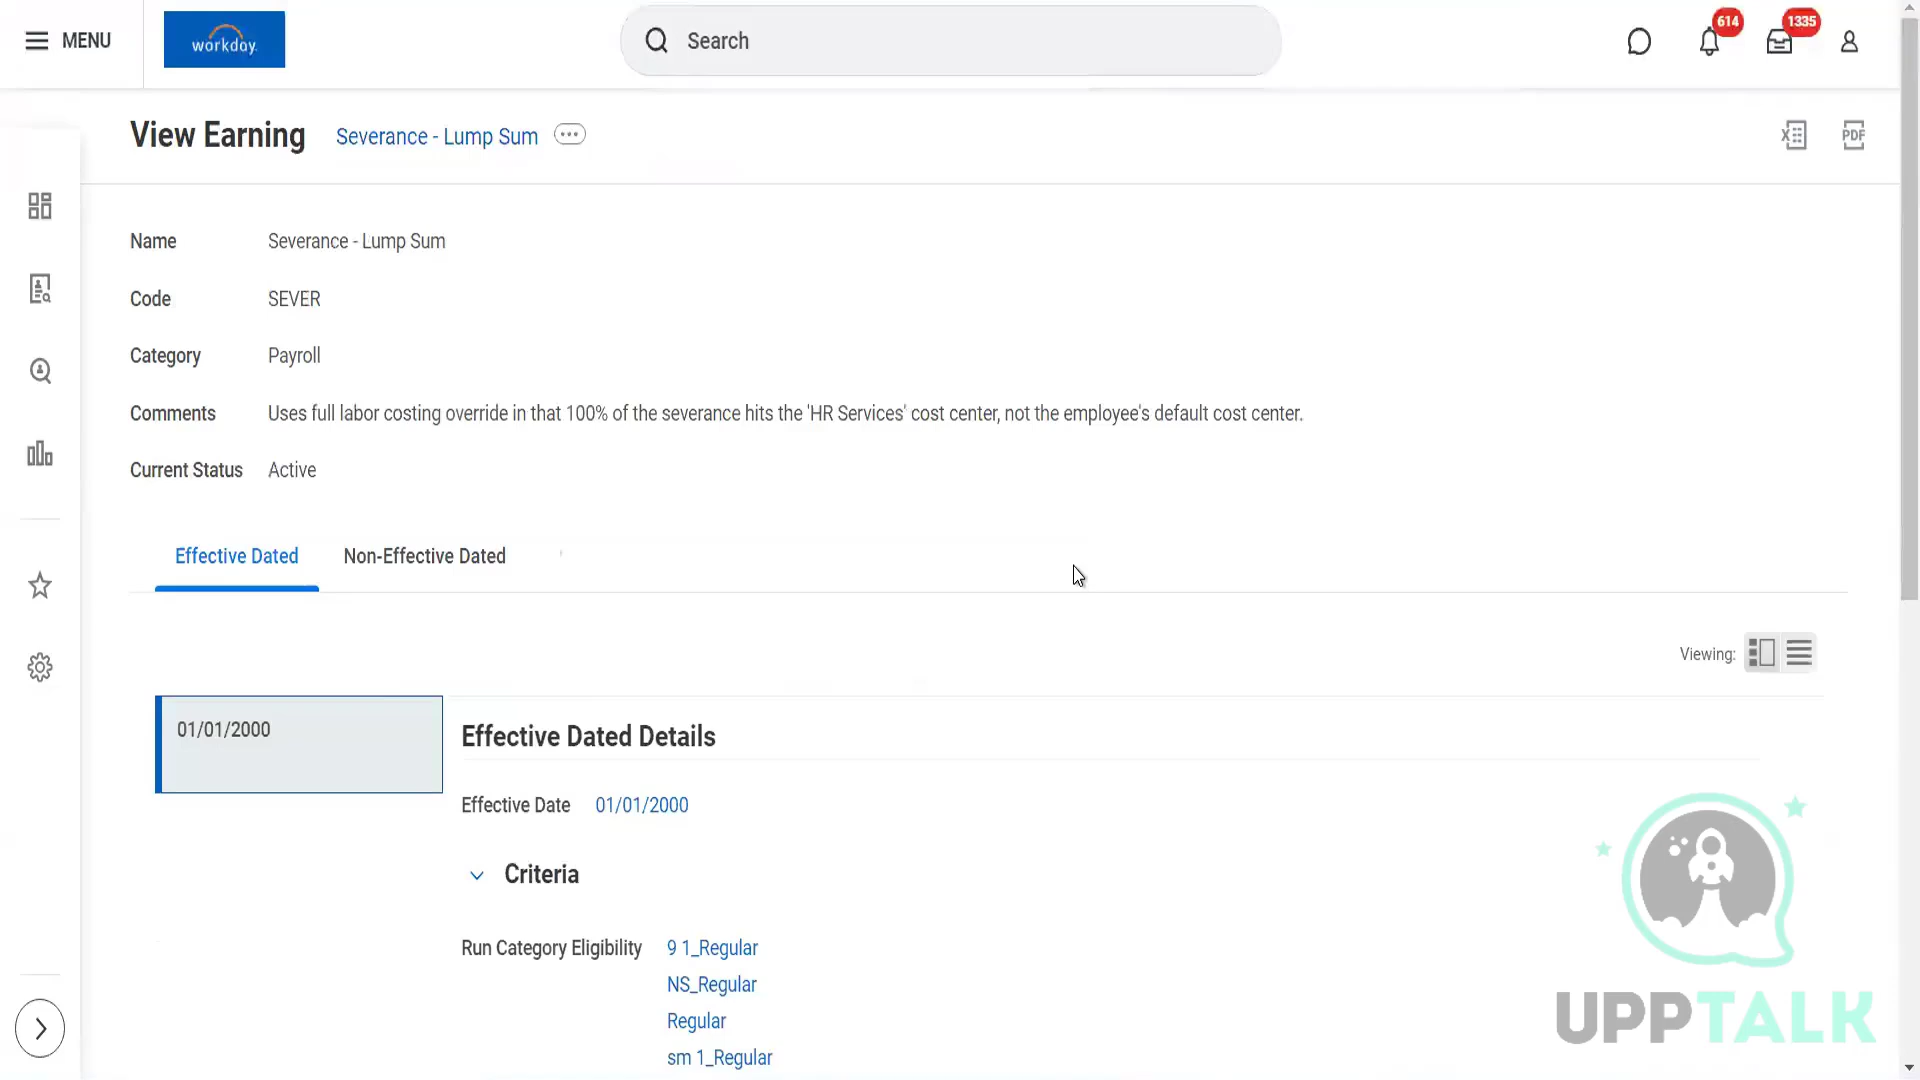 MENU
workday.
Search
614
1335
View Earning
Severance - Lump Sum
X
PDF
Name
Severance - Lump Sum
Code
SEVER
Category
Payroll
Comments
Uses full labor costing override in that 100% of the severance hits the 'HR Services' cost center, not the employee's default cost center.
Current Status
Active
Effective Dated
Non-Effective Dated
Viewing:
01/01/2000
Effective Dated Details
Effective Date
01/01/2000
Criteria
Run Category Eligibility
9 1_Regular
NS_Regular
Regular
sm 1_Regular
UPPTALK